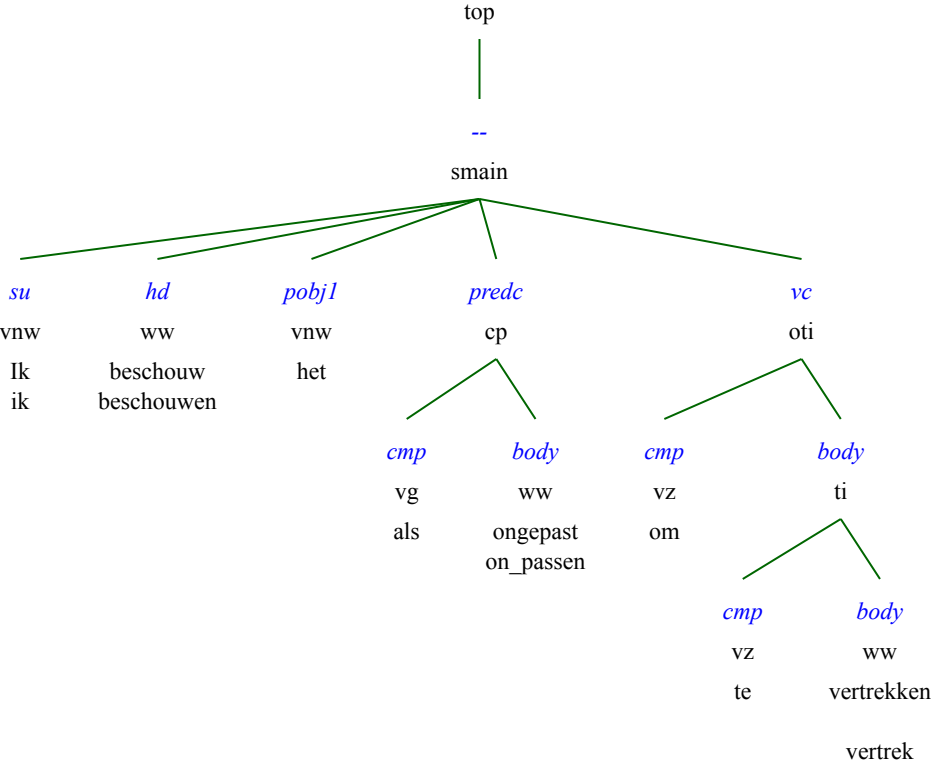 top
--
smain
su hd pobj1 predc vc
vnw ww vnw cp oti
Ik beschouw het
ik beschouwen
cmp body cmp body
vg ww vz ti
als ongepast om
on_passen
cmp body
vz ww
te vertrekken
vertrek